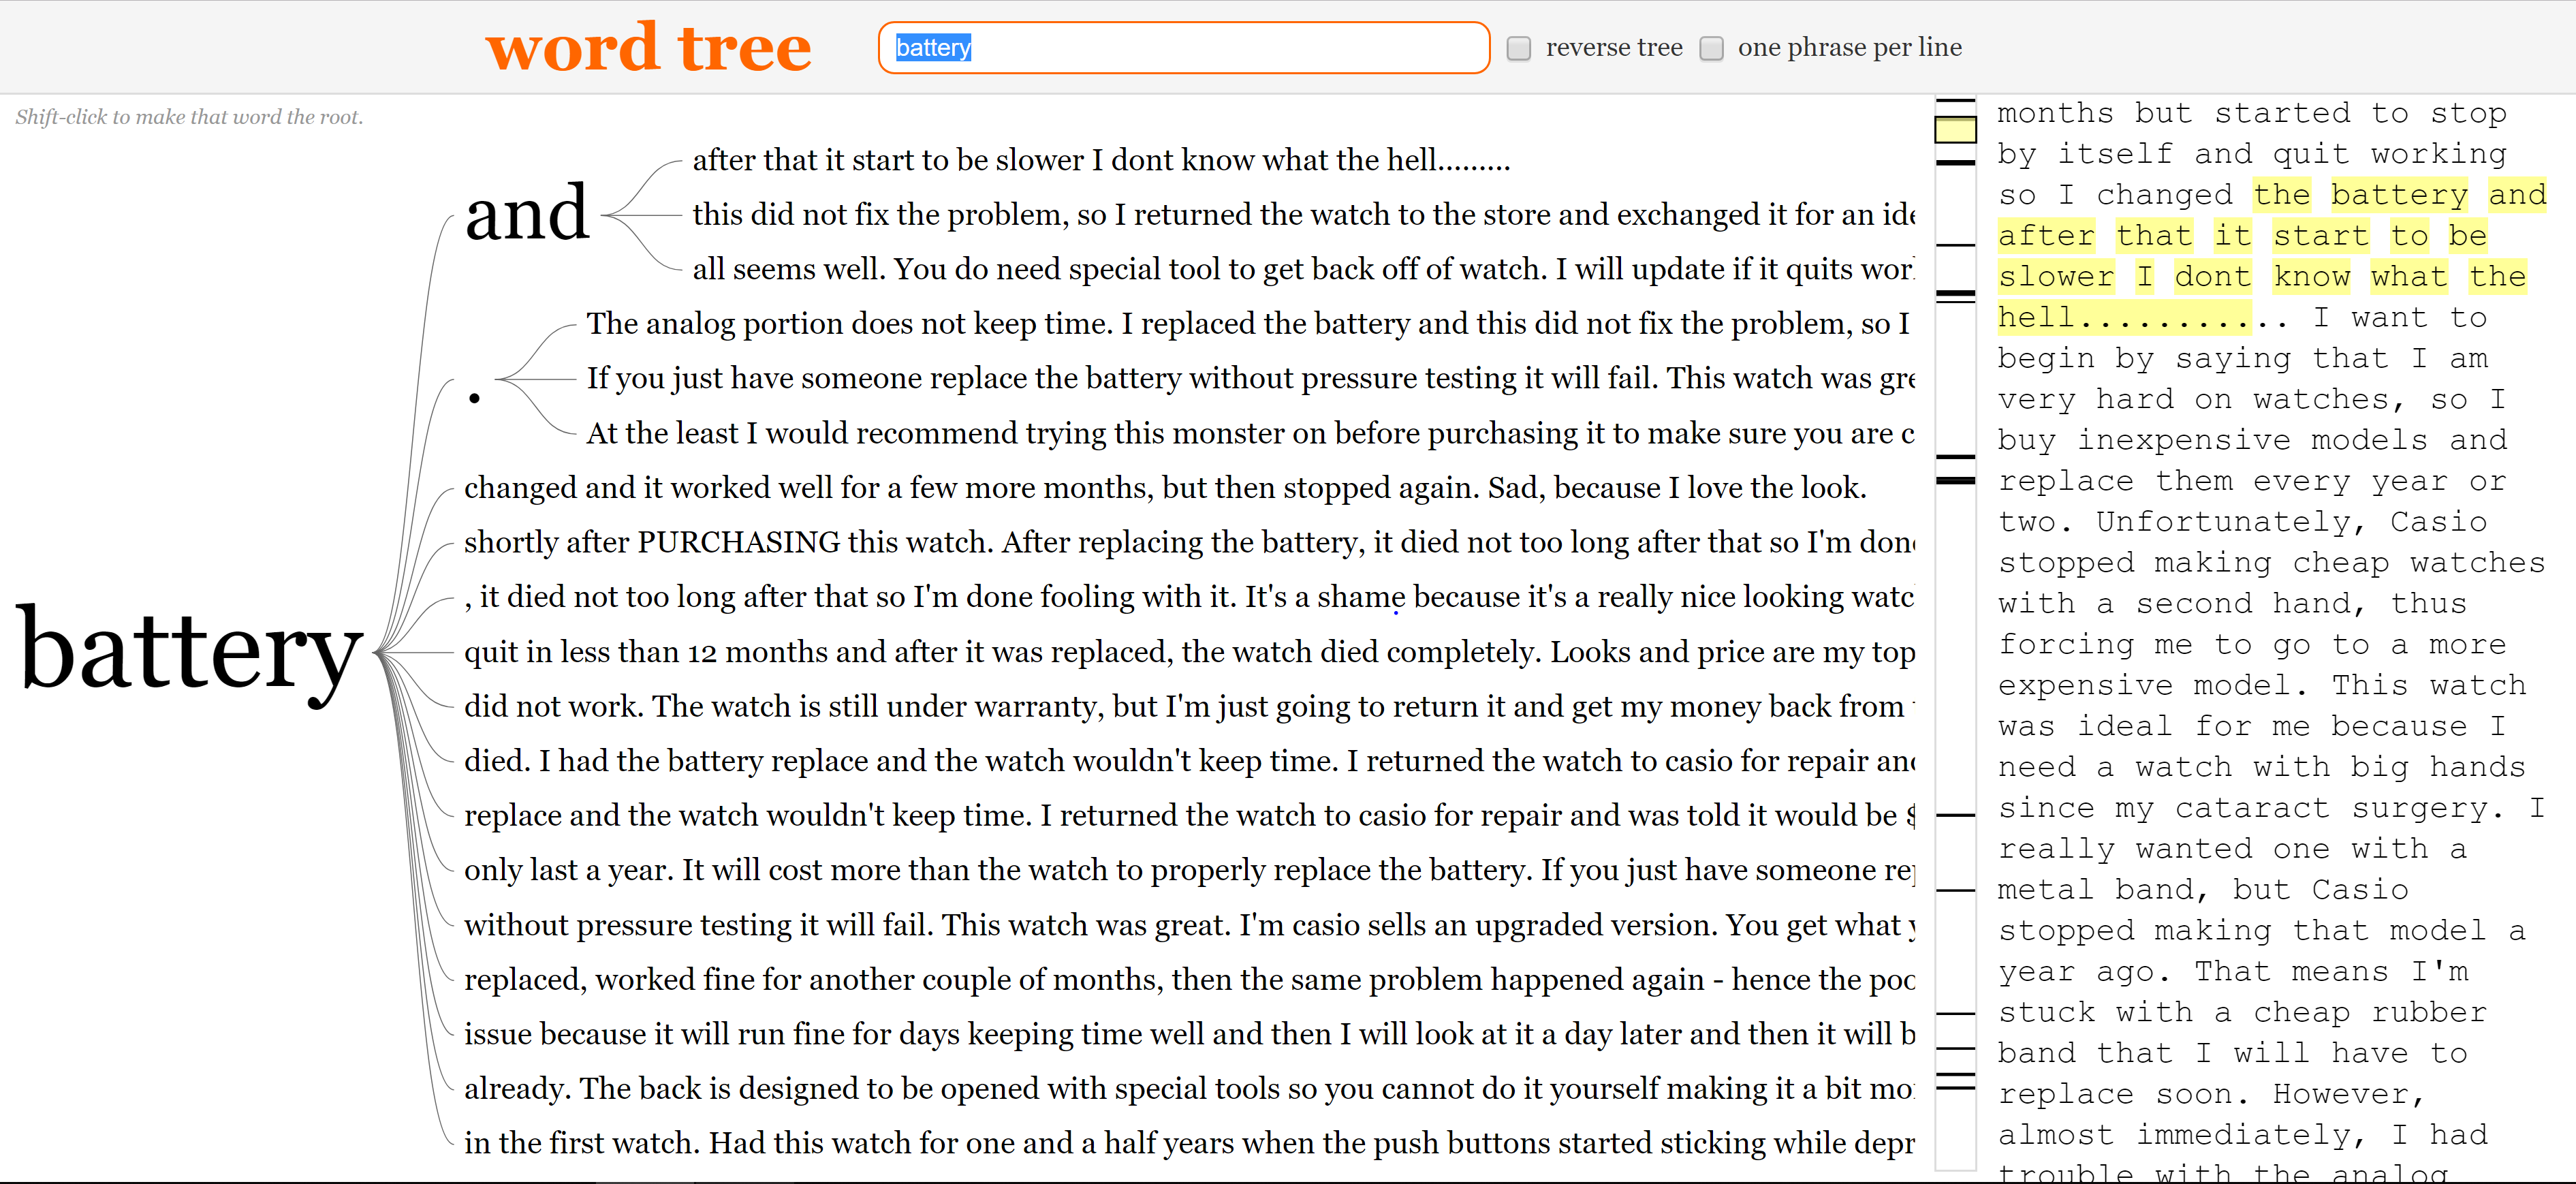 word tree
battery
reverse tree
one phrase per line
Shift-click to make that word the root.
battery
and
after that it start to be slower I dont know what the hell.........
this did not fix the problem, so I returned the watch to the store and exchanged it for an
all seems well. You do need special tool to get back off of watch. I will update if it quits
.
The analog portion does not keep time. I replaced the battery and this did not fix the problem, so I
If you just have someone replace the battery without pressure testing it will fail. This watch was
At the least I would recommend trying this monster on before purchasing it to make sure you are
changed and it worked well for a few more months, but then stopped again. Sad, because I love the look.
shortly after PURCHASING this watch. After replacing the battery, it died not too long after that so I'm
, it died not too long after that so I'm done fooling with it. It's a shame because it's a really nice looking
quit in less than 12 months and after it was replaced, the watch died completely. Looks and price are my top
did not work. The watch is still under warranty, but I'm just going to return it and get my money back from
died. I had the battery replace and the watch wouldn't keep time. I returned the watch to casio for repair
replace and the watch wouldn't keep time. I returned the watch to casio for repair and was told it would be $
only last a year. It will cost more than the watch to properly replace the battery. If you just have someone
without pressure testing it will fail. This watch was great. I'm casio sells an upgraded version. You get what
replaced, worked fine for another couple of months, then the same problem happened again - hence the
issue because it will run fine for days keeping time well and then I will look at it a day later and then it will
already. The back is designed to be opened with special tools so you cannot do it yourself making it a bit
in the first watch. Had this watch for one and a half years when the push buttons started sticking while
months but started to stop
by itself and quit working
so I changed the battery and
after that it start to be
slower I dont know what the
hell........... I want to
begin by saying that I am
very hard on watches, so I
buy inexpensive models and
replace them every year or
two. Unfortunately, Casio
stopped making cheap watches
with a second hand, thus
forcing me to go to a more
expensive model. This watch
was ideal for me because I
need a watch with big hands
since my cataract surgery. I
really wanted one with a
metal band, but Casio
stopped making that model a
year ago. That means I'm
stuck with a cheap rubber
band that I will have to
replace soon. However,
almost immediately, I had
trouble with the analog